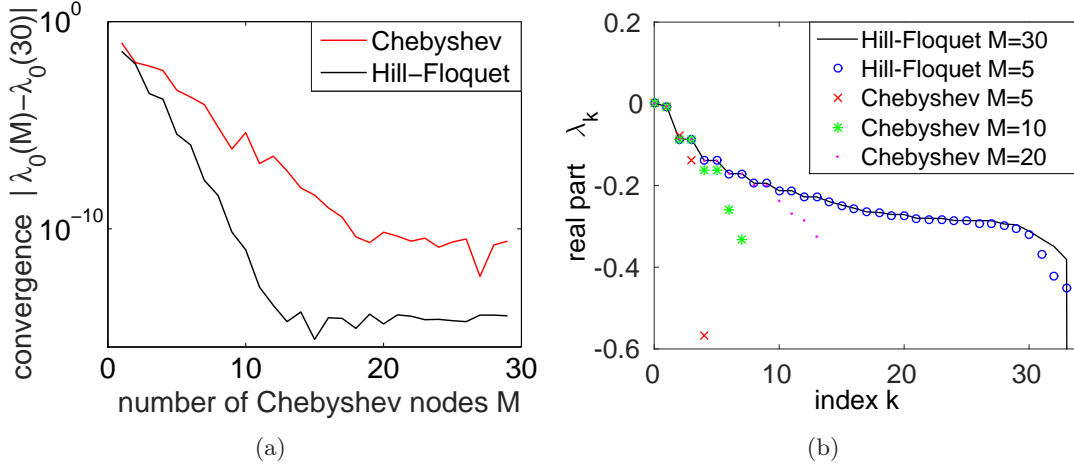 10^0
10^-10
convergence |λ_0(M)−λ_0(30)|
Chebyshev
Hill−Floquet
0
10
20
30
number of Chebyshev nodes M
(a)
0.2
0
-0.2
-0.4
-0.6
real part λ_k
Hill-Floquet M=30
Hill-Floquet M=5
Chebyshev M=5
Chebyshev M=10
Chebyshev M=20
0
10
20
30
index k
(b)